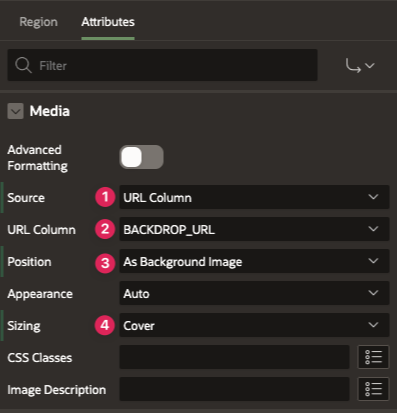 Region Attributes
Filter
Media
Advanced
Formatting
Source 1 URL Column
URL Column 2 BACKDROP_URL
Position 3 As Background Image
Appearance Auto
Sizing 4 Cover
CSS Classes
Image Description